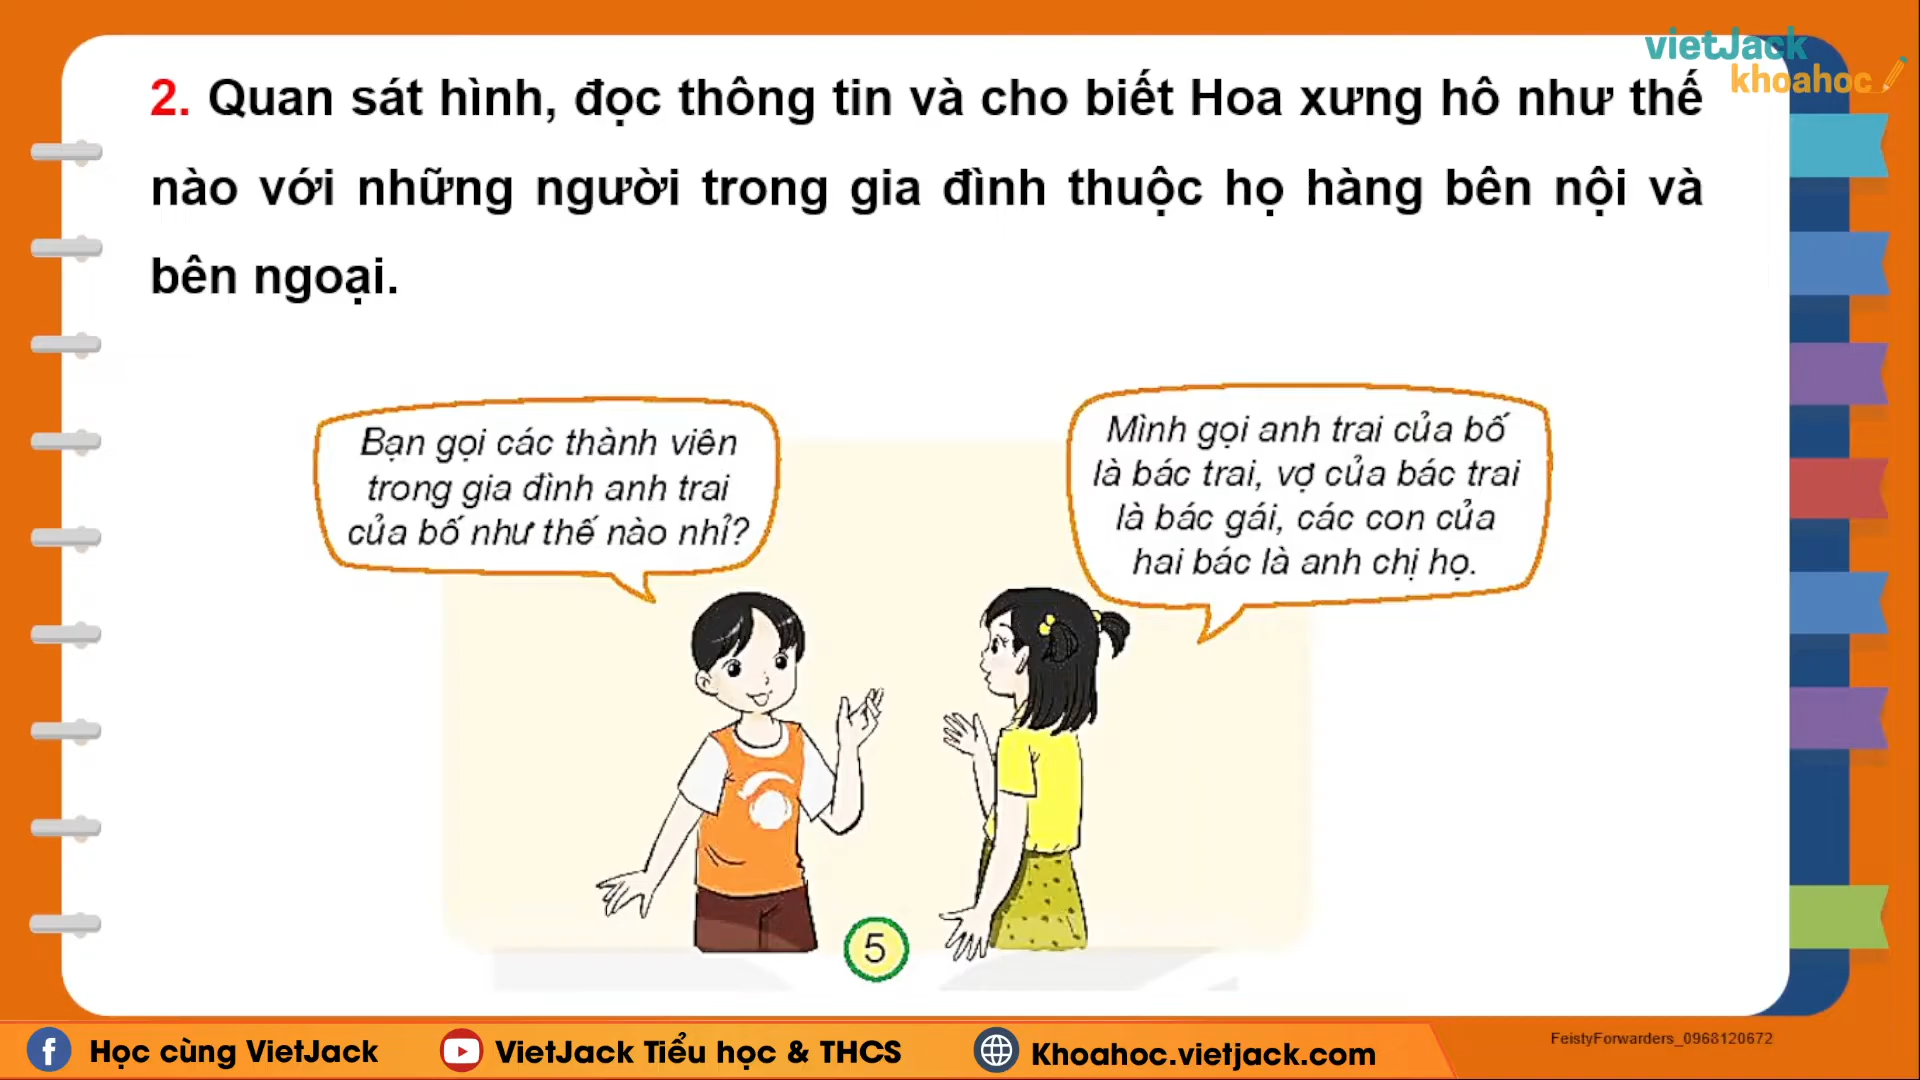 vietJack
khoahoc
2. Quan sát hình, đọc thông tin và cho biết Hoa xưng hô như thế
nào với những người trong gia đình thuộc họ hàng bên nội và
bên ngoại.
Bạn gọi các thành viên
trong gia đình anh trai
của bố như thế nào nhỉ?
Mình gọi anh trai của bố
là bác trai, vợ của bác trai
là bác gái, các con của
hai bác là anh chị họ.
5
Học cùng VietJack
VietJack Tiểu học & THCS
Khoahoc.vietjack.com
FeistyForwarders_0968120672